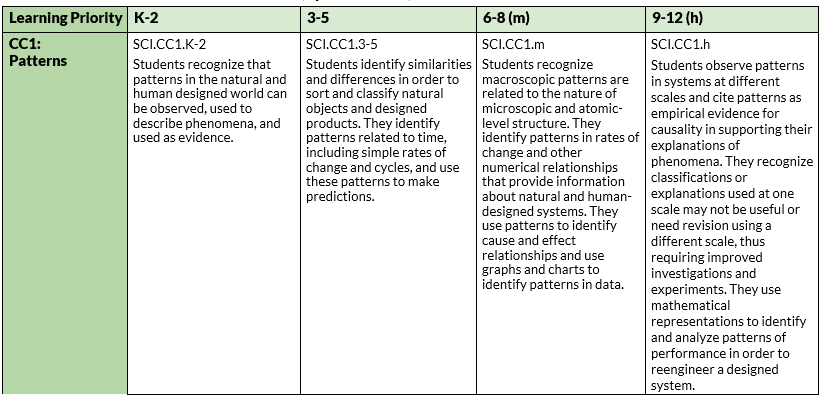 Learning Priority K-2 3-5 6-8 (m) 9-12 (h)
CC1:
Patterns
SCI.CC1.K-2
Students recognize that
patterns in the natural and
human designed world can
be observed, used to
describe phenomena, and
used as evidence.
SCI.CC1.3-5
Students identify similarities
and differences in order to
sort and classify natural
objects and designed
products. They identify
patterns related to time,
including simple rates of
change and cycles, and use
these patterns to make
predictions.
SCI.CC1.m
Students recognize
macroscopic patterns are
related to the nature of
microscopic and atomic-
level structure. They
identify patterns in rates of
change and other
numerical relationships
that provide information
about natural and human-
designed systems. They
use patterns to identify
cause and effect
relationships and use
graphs and charts to
identify patterns in data.
SCI.CC1.h
Students observe patterns
in systems at different
scales and cite patterns as
empirical evidence for
causality in supporting their
explanations of
phenomena. They recognize
classifications or
explanations used at one
scale may not be useful or
need revision using a
different scale, thus
requiring improved
investigations and
experiments. They use
mathematical
representations to identify
and analyze patterns of
performance in order to
reengineer a designed
system.